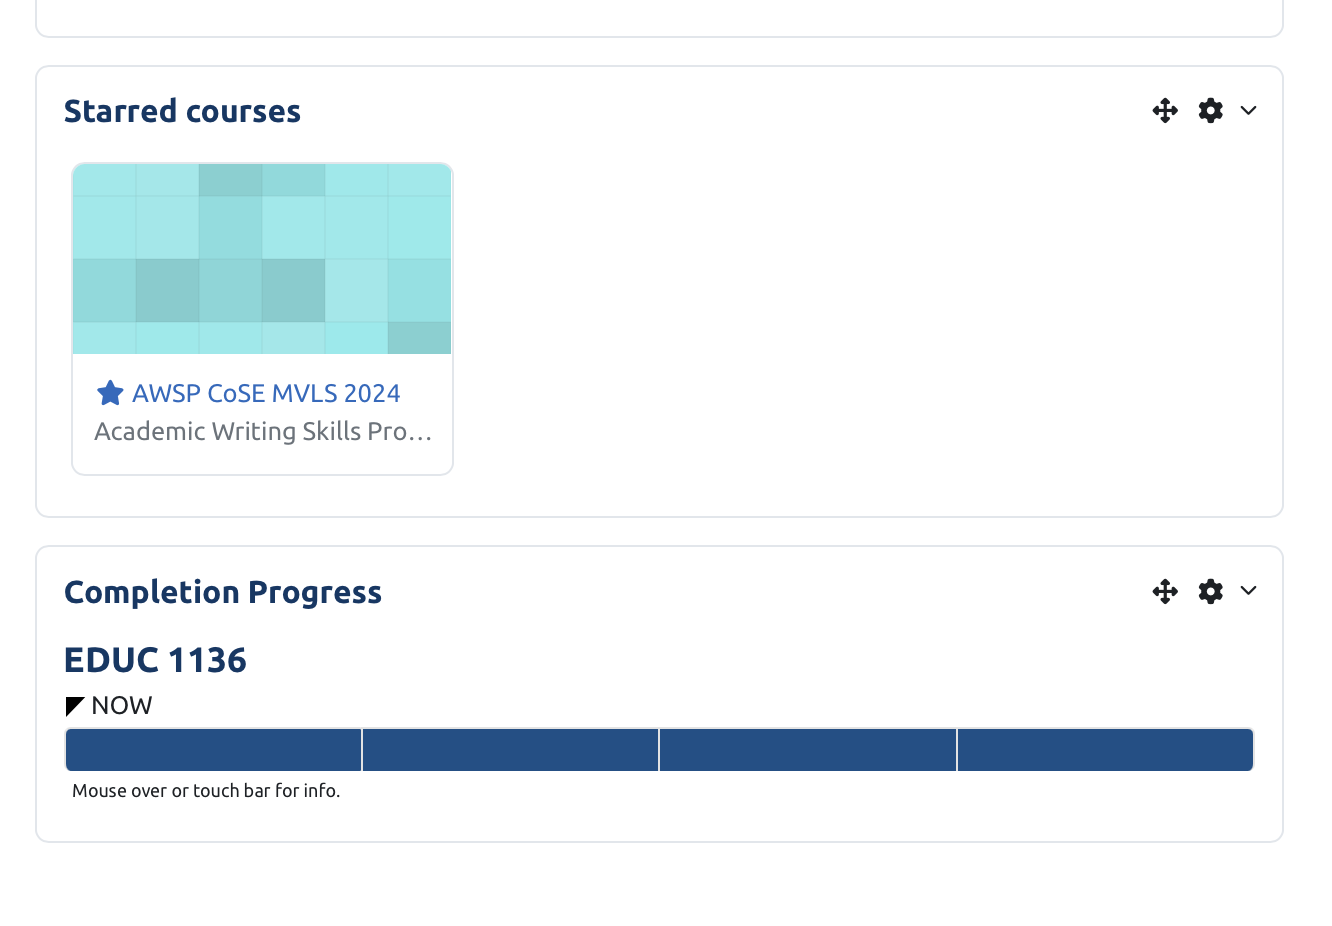 Starred courses
AWSP CoSE MVLS 2024
Academic Writing Skills Pro...
Completion Progress
EDUC 1136
NOW
Mouse over or touch bar for info.